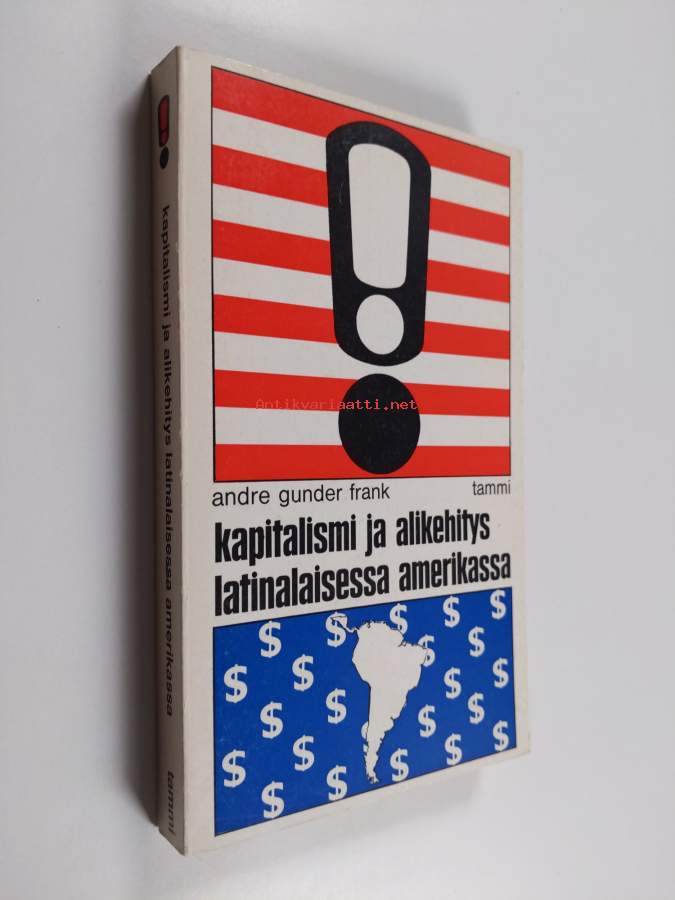 Antikvariaatti.net
andre gunder frank
tammi
kapitalismi ja alikehitys
latinalaisessa amerikassa
$ $ $ $ $ $ $ $ $ $ $ $ $ $ $ $ $ $ $ $
kapitalismi ja alikehitys latinalaisessa amerikassa
tammi